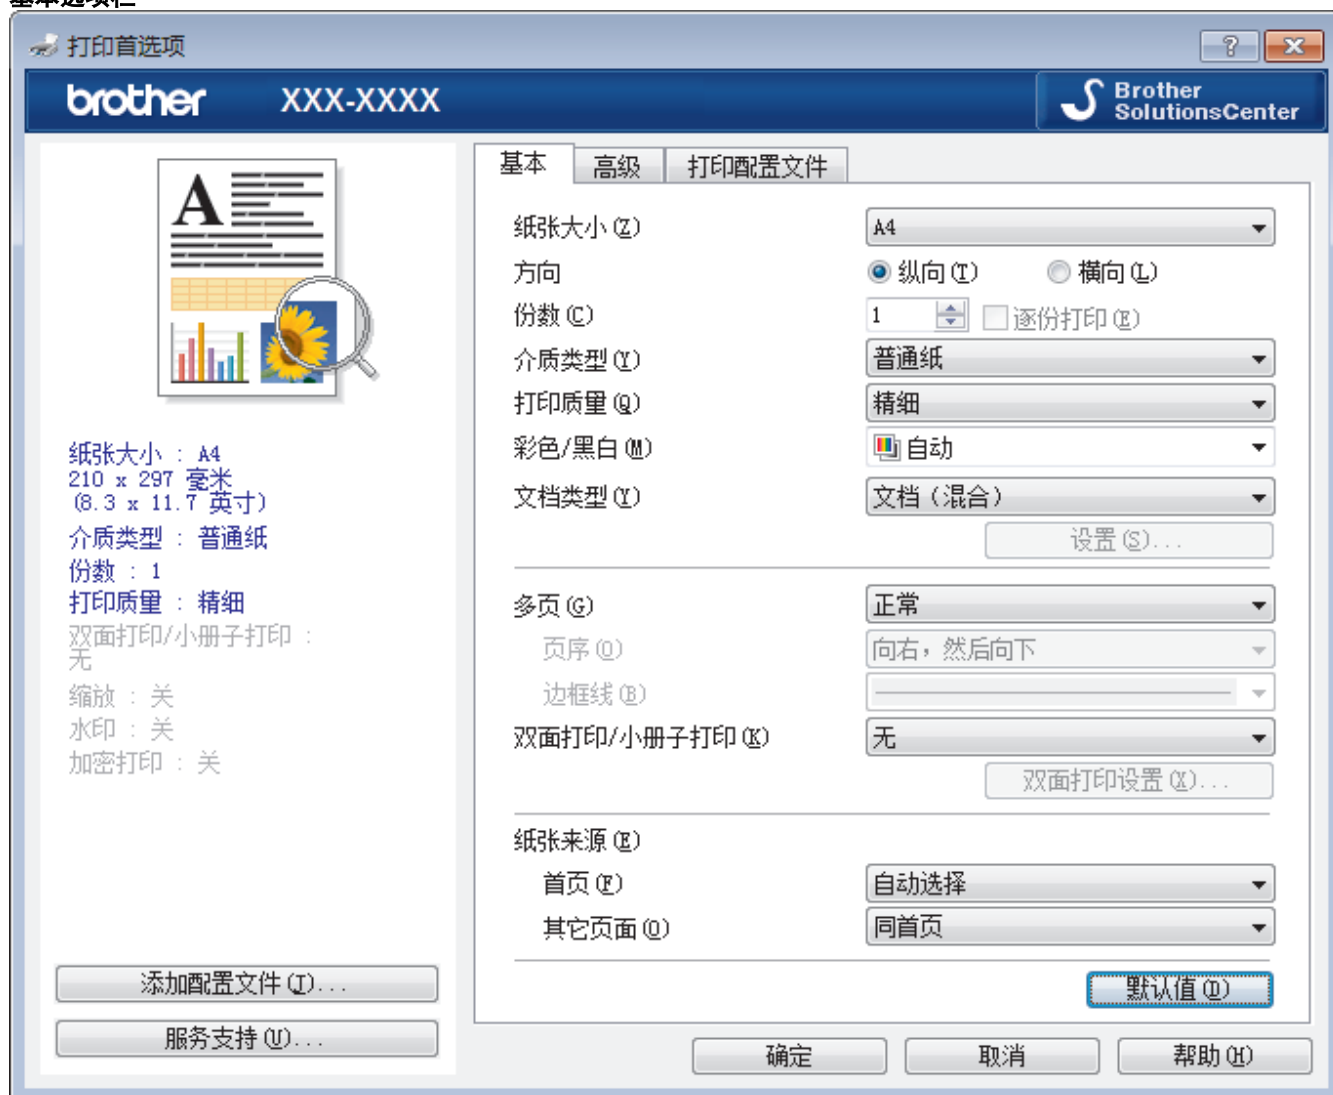 基本选项栏
打印首选项
brother XXX-XXXX Brother SolutionsCenter
基本 高级 打印配置文件
A
纸张大小(Z) A4
方向 纵向(T) 横向(L)
份数(C) 1 逐份打印(E)
介质类型(Y) 普通纸
打印质量(Q) 精细
彩色/黑白(M) 自动
文档类型(Y) 文档（混合）
设置(S)...
多页(G) 正常
页序(O) 向右，然后向下
边框线(B)
双面打印/小册子打印(K) 无
双面打印设置(X)...
纸张来源(E)
首页(F) 自动选择
其它页面(O) 同首页
默认值(D)
纸张大小 : A4
210 x 297 毫米
(8.3 x 11.7 英寸)
介质类型 : 普通纸
份数 : 1
打印质量 : 精细
双面打印/小册子打印 :
无
缩放 : 关
水印 : 关
加密打印 : 关
添加配置文件(J)...
服务支持(U)...
确定 取消 帮助(H)